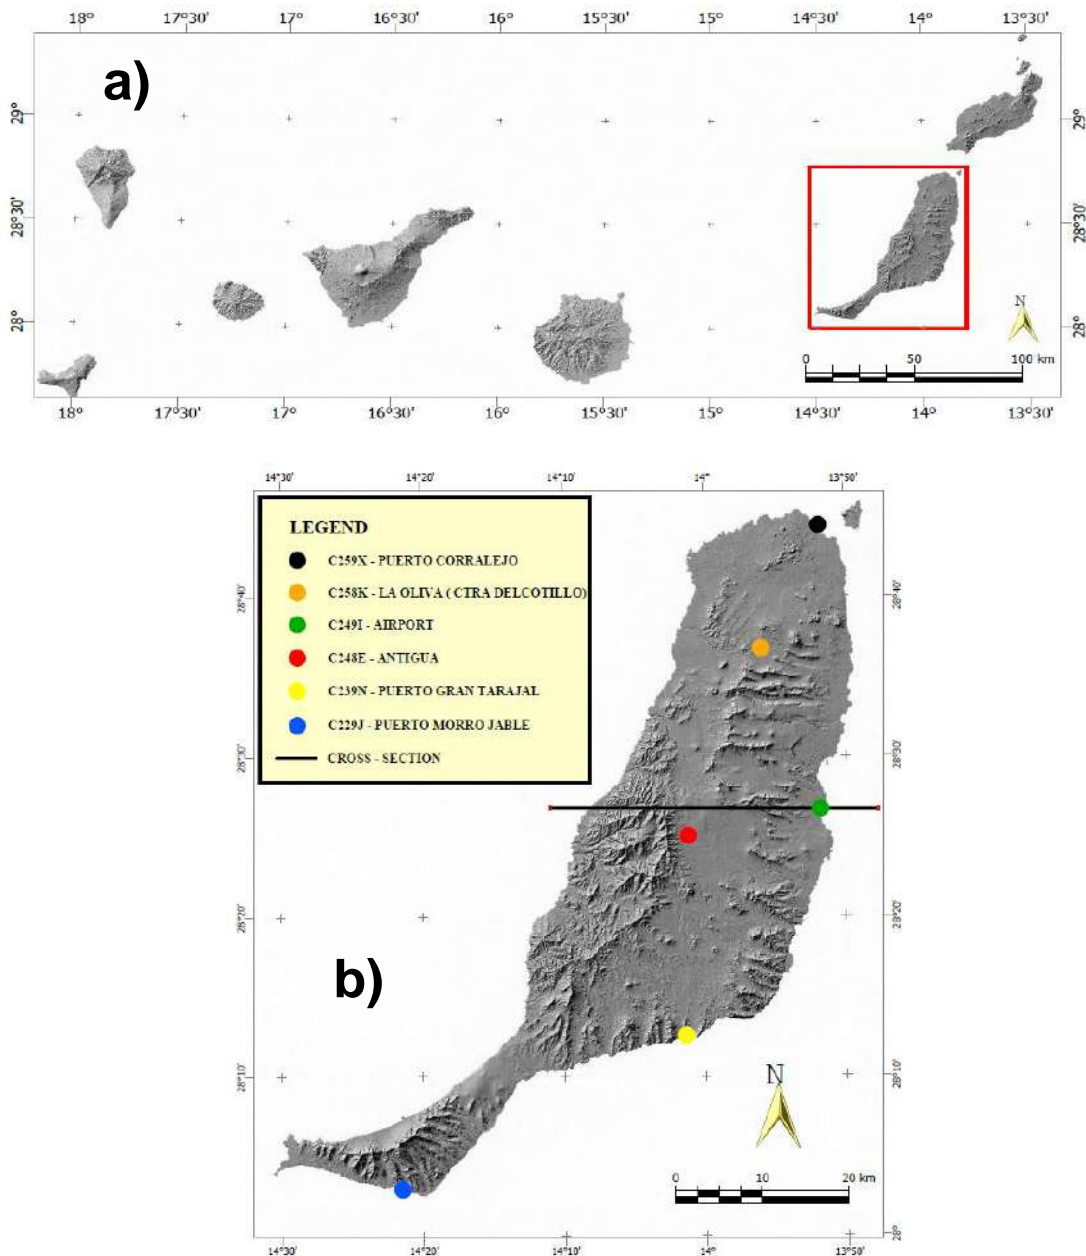 18° 17°30' 17° 16°30' 16° 15°30' 15° 14°30' 14° 13°30'
a)
29° 29°
28°30' 28°30'
N
28° 28°
0 50 100 km
18° 17°30' 17° 16°30' 16° 15°30' 15° 14°30' 14° 13°30'
14°30' 14°20' 14°10' 14° 13°50'
LEGEND
C259X - PUERTO CORRALEJO
C258K - LA OLIVA ( CTRA DELCOTILLO)
28°40' 28°40'
C249I - AIRPORT
C248E - ANTIGUA
C239N - PUERTO GRAN TARAJAL
C229J - PUERTO MORRO JABLE
CROSS - SECTION
28°30' 28°30'
28°20' 28°20'
b)
28°10' 28°10'
N
0 10 20 km
28°
14°30' 14°20' 14°10' 14° 13°50'